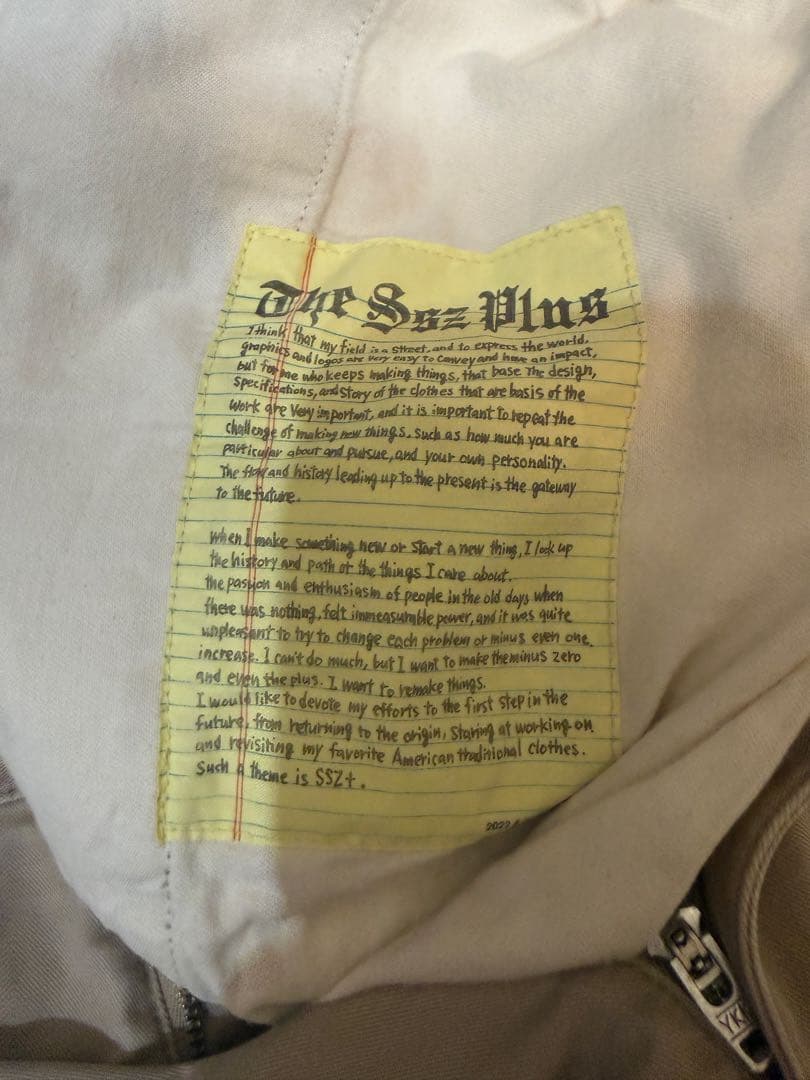 The Ssz Plus
I think that my field is a street, and to express the world.
graphics and logos are very easy to convey and have an impact,
but for me who keeps making things, that base The design,
specifications, and story of the clothes that are basis of the
work are very important, and it is important to repeat the
challenge of making new things. Such as how much you are
particular about and pursue, and your own personality.
The flow and history leading up to the present is the gateway
to the future.
when I make something new or start a new thing, I look up
the history and path of the things I care about.
the passion and enthusiasm of people in the old days when
there was nothing, felt immeasurable power, and it was quite
unpleasant to try to change each problem or minus even one.
increase. I can't do much, but I want to make the minus zero
and even the plus. I want to remake things.
I would like to devote my efforts to the first step in the
future, from returning to the origin, staring at working on
and revisiting my favorite American traditional clothes.
Such a theme is SSZ+.
2022
YK